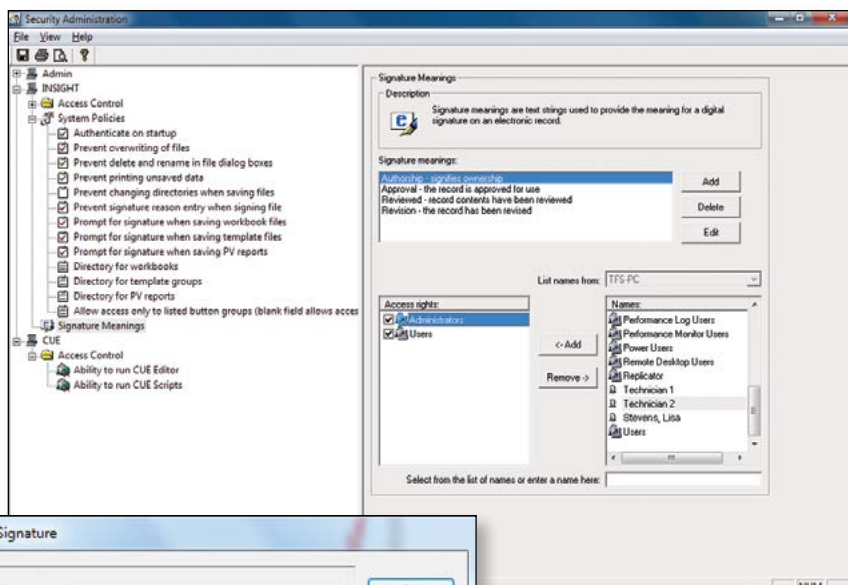 Security Administration
File View Help
Admin
INSIGHT
Access Control
System Policies
Authenticate on startup
Prevent overwriting of files
Prevent delete and rename in file dialog boxes
Prevent printing unsaved data
Prevent changing directories when saving files
Prevent signature reason entry when signing file
Prompt for signature when saving workbook files
Prompt for signature when saving template files
Prompt for signature when saving PV reports
Directory for workbooks
Directory for template groups
Directory for PV reports
Allow access only to listed button groups (blank field allows acces
Signature Meanings
CUE
Access Control
Ability to run CUE Editor
Ability to run CUE Scripts
Signature Meanings
Description
Signature meanings are text strings used to provide the meaning for a digital
signature on an electronic record.
Signature meanings:
Authorship - signifies ownership
Approval - the record is approved for use
Reviewed - record contents have been reviewed
Revision - the record has been revised
Add
Delete
Edit
List names from: TFS-PC
Access rights:
Administrators
Users
<- Add
Remove ->
Names:
Performance Log Users
Performance Monitor Users
Power Users
Remote Desktop Users
Replicator
Technician 1
Technician 2
Stevens, Lisa
Users
Select from the list of names or enter a name here:
Signature
NUM